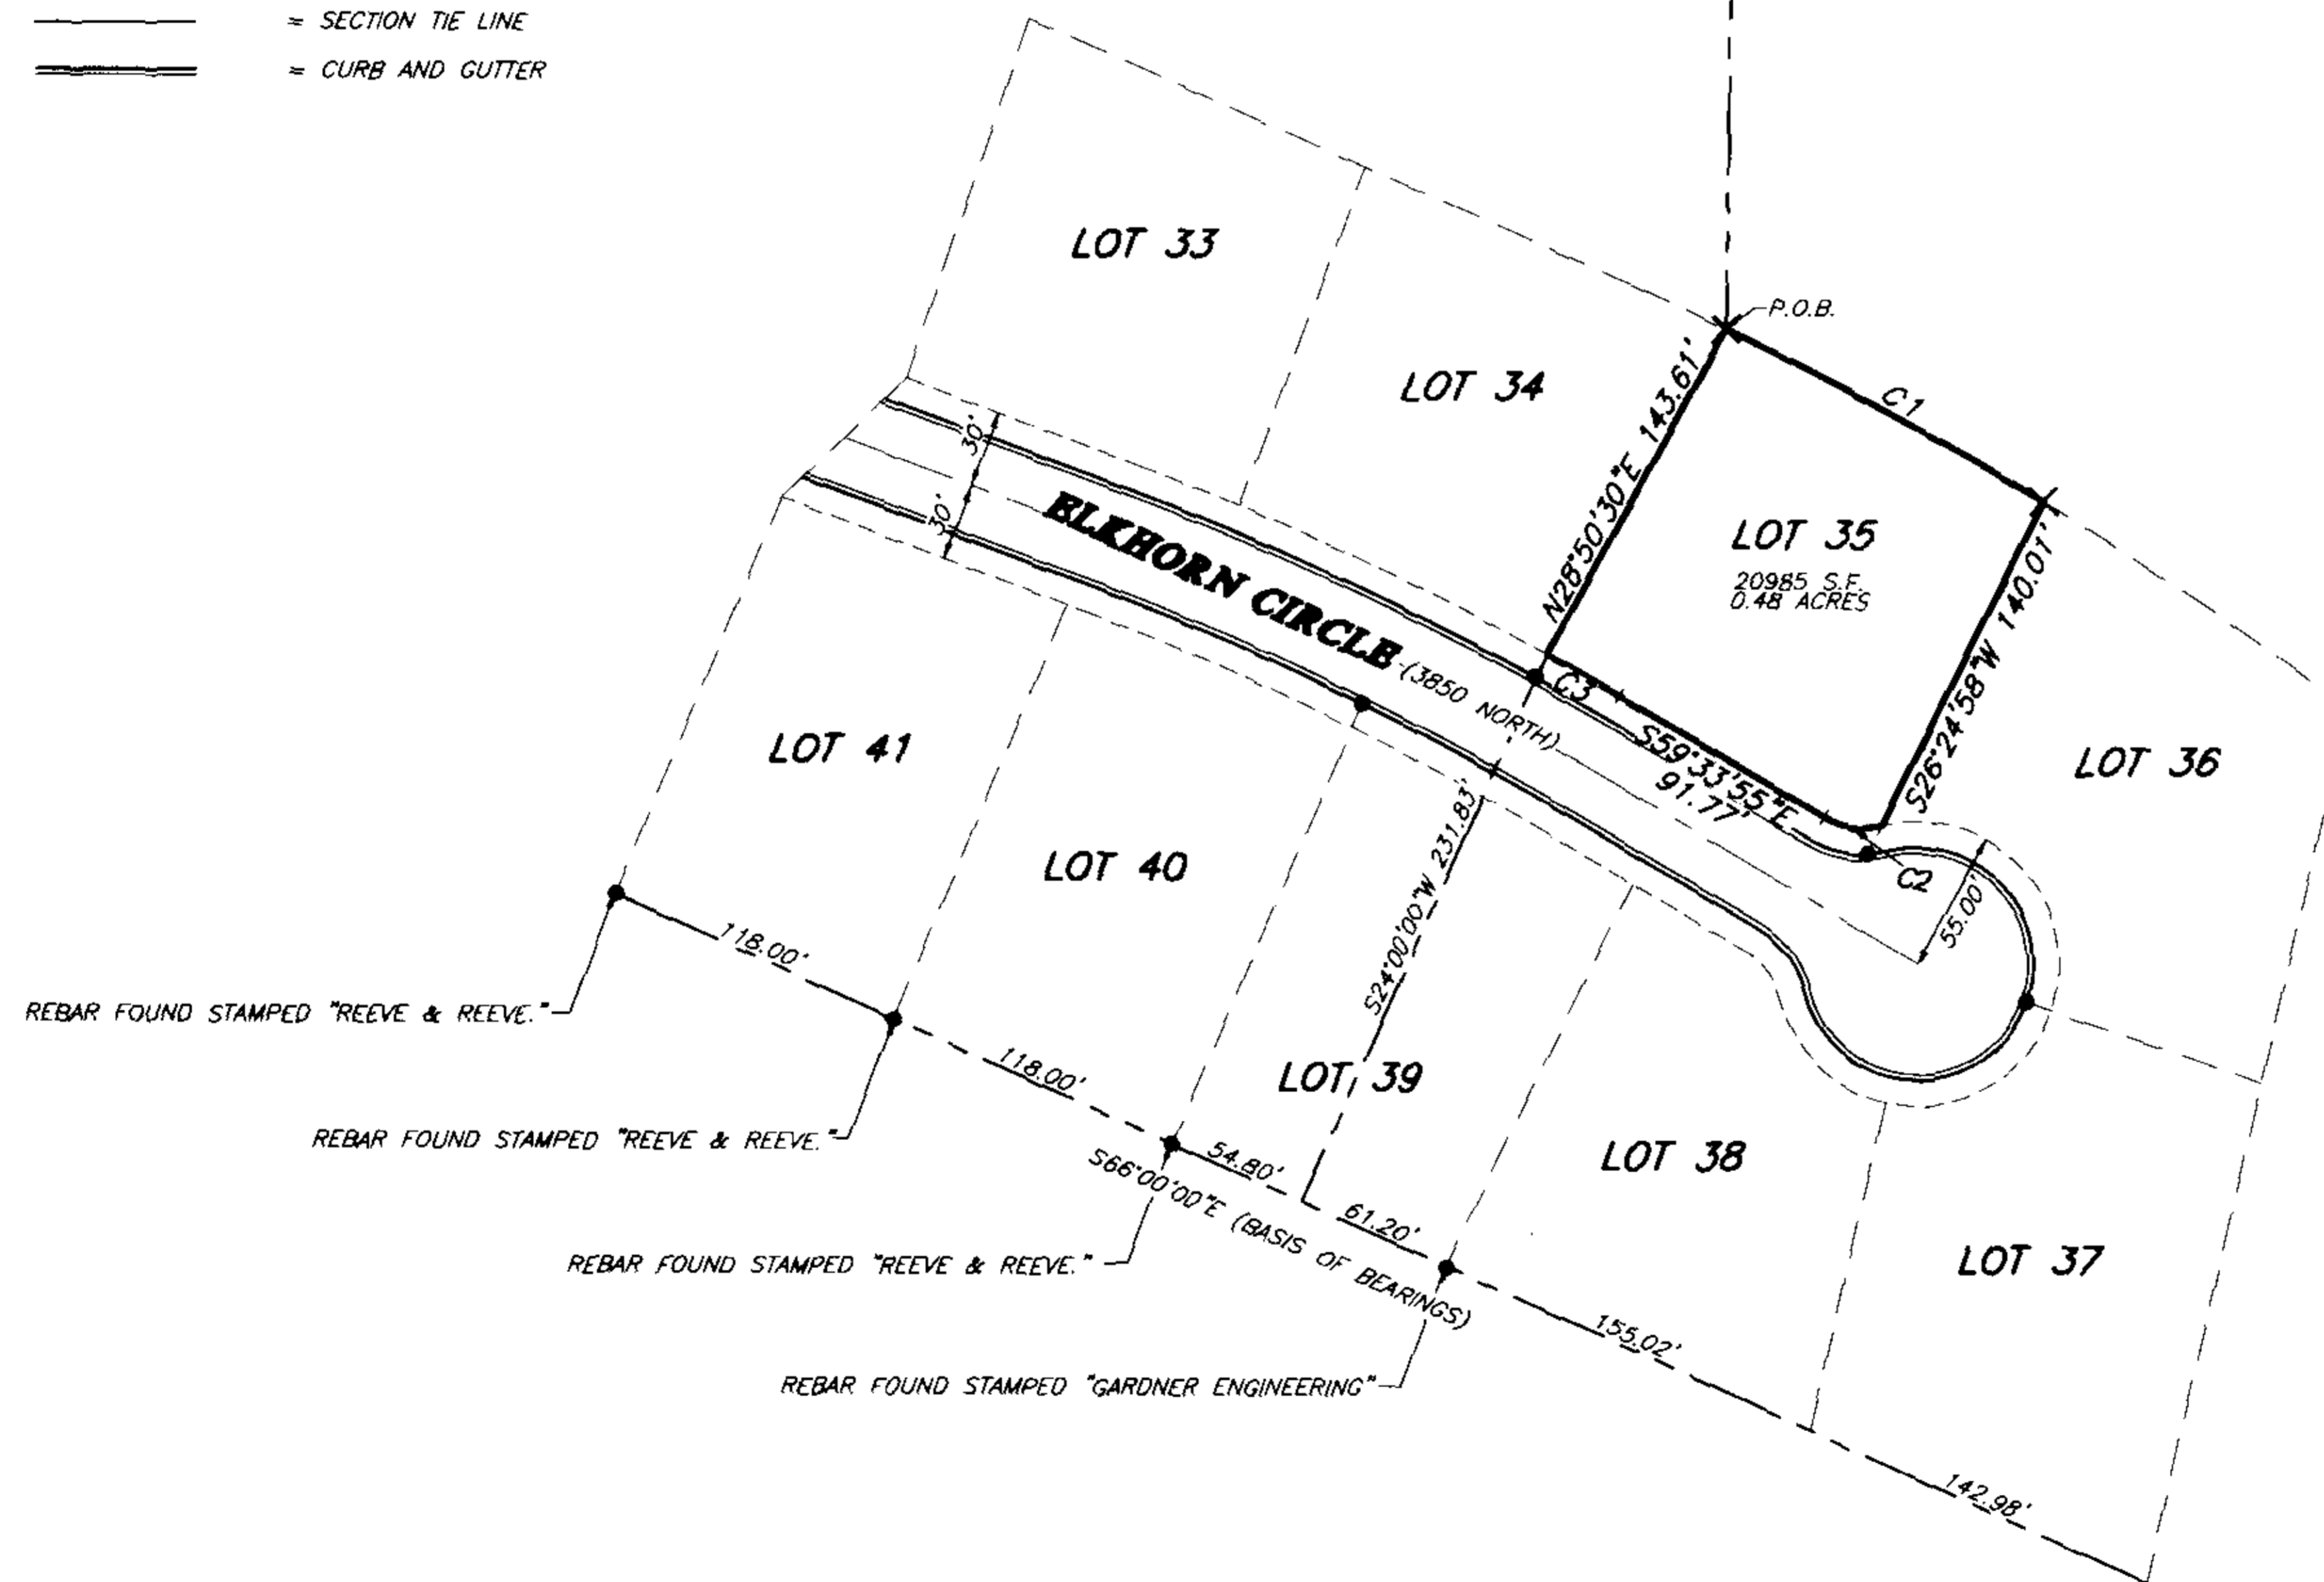 = SECTION TIE LINE
= CURB AND GUTTER
LOT 33
P.O.B.
LOT 34
C1
N28°50'30"E 143.61'
LOT 35
20985 S.F.
0.48 ACRES
S26°24'58"W 140.01'
30'
30'
ELKHORN CIRCLE (3850 NORTH)
C3
S59°33'55"E
91.77'
LOT 36
LOT 41
LOT 40
S24°00'00"W 231.83'
C2
55.00'
118.00'
REBAR FOUND STAMPED "REEVE & REEVE."
118.00'
LOT 39
REBAR FOUND STAMPED "REEVE & REEVE."
54.80'
LOT 38
S66°00'00"E (BASIS OF BEARINGS)
61.20'
REBAR FOUND STAMPED "REEVE & REEVE."
LOT 37
155.02'
REBAR FOUND STAMPED "GARDNER ENGINEERING"
142.98'